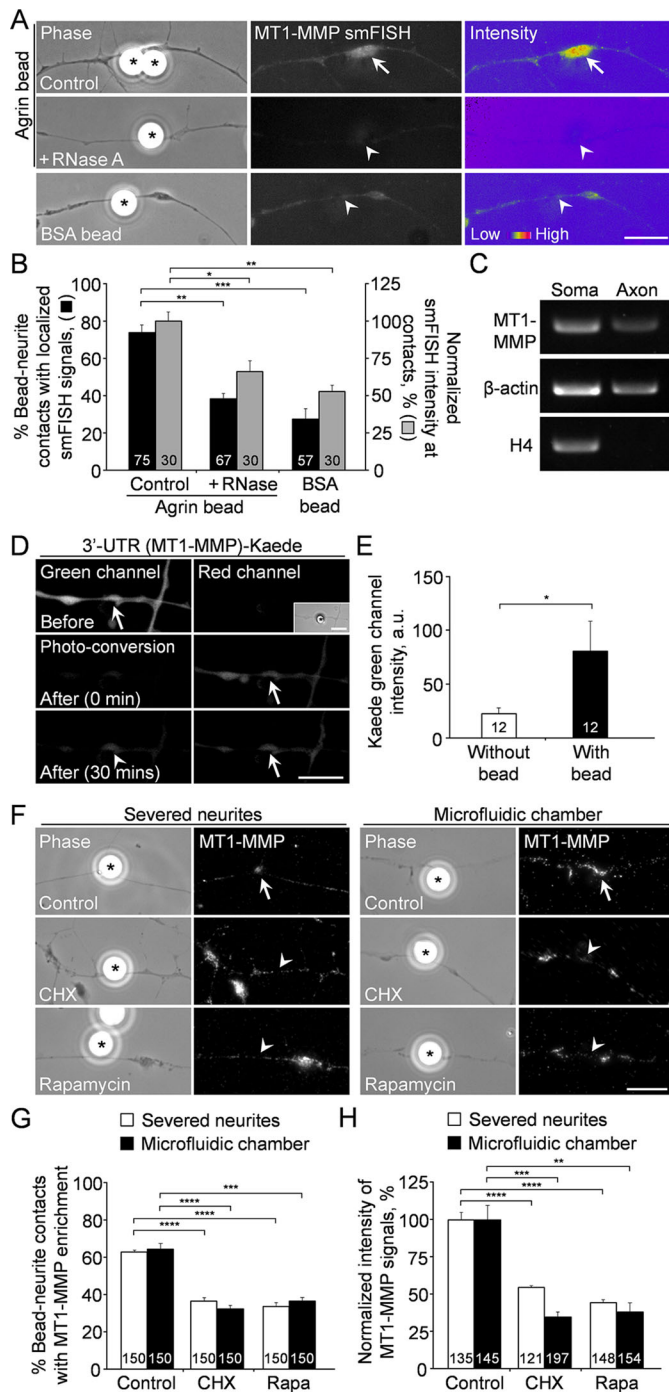 A
Agrin bead
Phase
MT1-MMP smFISH
Intensity
* *
Control
*
+ RNase A
*
BSA bead
Low High
B
% Bead-neurite
contacts with localized
smFISH signals, (■)
100
80
60
40
20
0
**
*
***
**
75 30 67 30 57 30
Control +RNase BSA
Agrin bead bead
125
100
75
50
25
0
Normalized
smFISH intensity at
contacts, % (■)
C
Soma Axon
MT1-
MMP
β-actin
H4
D
3'-UTR (MT1-MMP)-Kaede
Green channel Red channel
Before
Photo-conversion
After (0 min)
After (30 mins)
E
Kaede green channel
intensity, a.u.
150
100
50
0
*
12 12
Without With
bead bead
F
Severed neurites Microfluidic chamber
Phase MT1-MMP Phase MT1-MMP
* *
Control Control
* *
CHX CHX
* *
Rapamycin Rapamycin
G
Severed neurites
Microfluidic chamber
% Bead-neurite contacts
with MT1-MMP enrichment
100
80
60
40
20
0
***
****
****
****
150 150 150 150 150 150
Control CHX Rapa
H
Severed neurites
Microfluidic chamber
Normalized intensity of
MT1-MMP signals, %
125
100
75
50
25
0
**
***
****
****
135 145 121 197 148 154
Control CHX Rapa